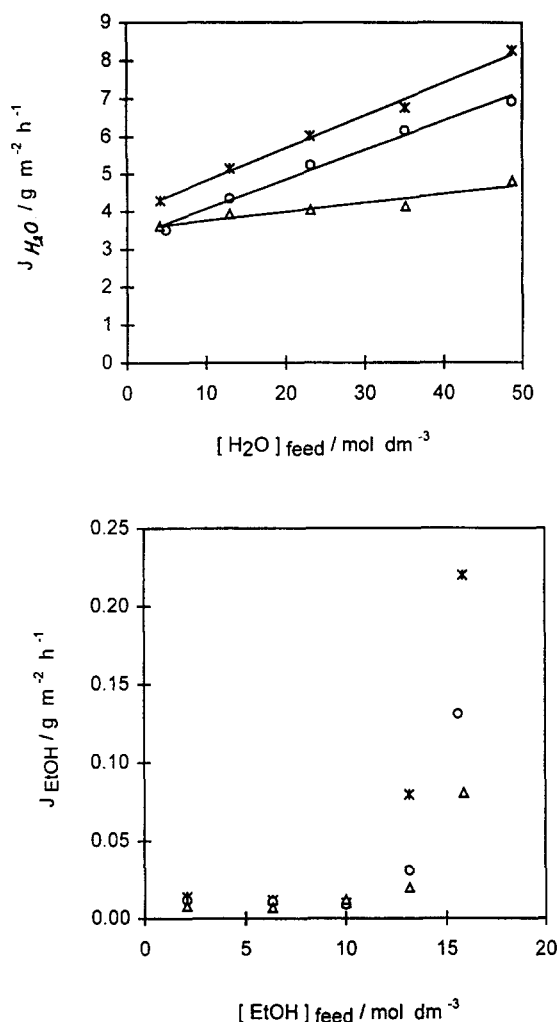 9
8
7
6
5
4
3
2
1
0
J H2O / g m-2 h-1
0 10 20 30 40 50
[ H2O ] feed / mol dm-3
0.25
0.20
0.15
0.10
0.05
0.00
J EtOH / g m-2 h-1
0 5 10 15 20
[ EtOH ] feed / mol dm-3